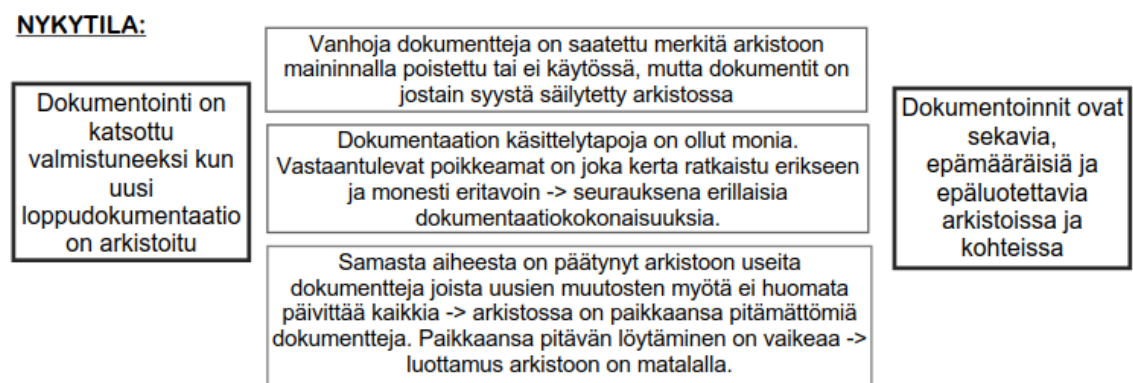 NYKYTILA:
Dokumentointi on
katsottu
valmistuneeksi kun
uusi
loppudokumentaatio
on arkistoitu
Vanhoja dokumentteja on saatettu merkitä arkistoon
maininnalla poistettu tai ei käytössä, mutta dokumentit on
jostain syystä säilytetty arkistossa
Dokumentaation käsittelytapoja on ollut monia.
Vastaantulevat poikkeamat on joka kerta ratkaistu erikseen
ja monesti eritavoin -> seurauksena erillaisia
dokumentaatiokokonaisuuksia.
Samasta aiheesta on päätynyt arkistoon useita
dokumentteja joista uusien muutosten myötä ei huomata
päivittää kaikkia -> arkistossa on paikkaansa pitämättömiä
dokumentteja. Paikkaansa pitävän löytäminen on vaikeaa ->
luottamus arkistoon on matalalla.
Dokumentoinnit ovat
sekavia,
epämääräisiä ja
epäluotettavia
arkistoissa ja
kohteissa